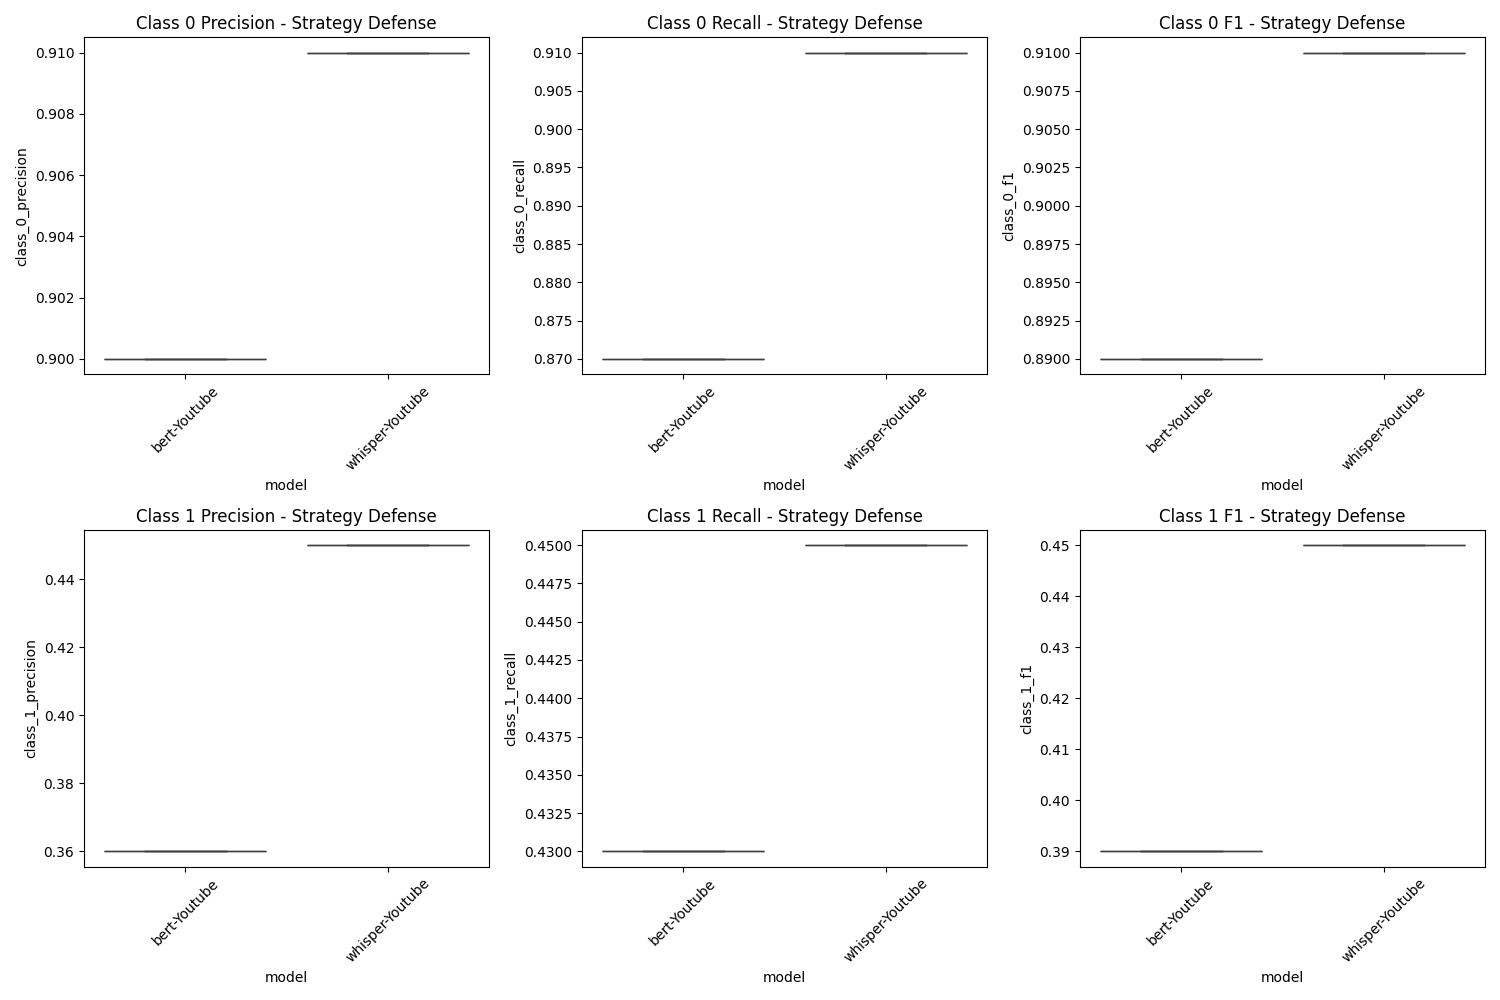 Class 0 Precision - Strategy Defense
class_0_precision
0.910
0.908
0.906
0.904
0.902
0.900
bert-Youtube
whisper-Youtube
model
Class 0 Recall - Strategy Defense
class_0_recall
0.910
0.905
0.900
0.895
0.890
0.885
0.880
0.875
0.870
bert-Youtube
whisper-Youtube
model
Class 0 F1 - Strategy Defense
class_0_f1
0.9100
0.9075
0.9050
0.9025
0.9000
0.8975
0.8950
0.8925
0.8900
bert-Youtube
whisper-Youtube
model
Class 1 Precision - Strategy Defense
class_1_precision
0.44
0.42
0.40
0.38
0.36
bert-Youtube
whisper-Youtube
model
Class 1 Recall - Strategy Defense
class_1_recall
0.4500
0.4475
0.4450
0.4425
0.4400
0.4375
0.4350
0.4325
0.4300
bert-Youtube
whisper-Youtube
model
Class 1 F1 - Strategy Defense
class_1_f1
0.45
0.44
0.43
0.42
0.41
0.40
0.39
bert-Youtube
whisper-Youtube
model